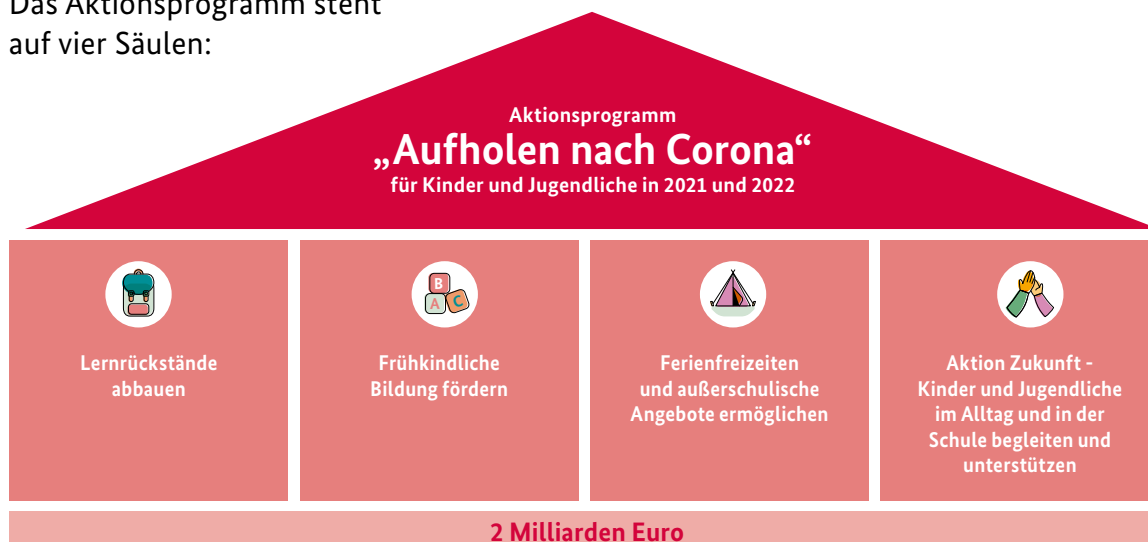 Das Aktionsprogramm steht
auf vier Säulen:
Aktionsprogramm
„Aufholen nach Corona“
für Kinder und Jugendliche in 2021 und 2022
B
A C
Lernrückstände
abbauen
Frühkindliche
Bildung fördern
Ferienfreizeiten
und außerschulische
Angebote ermöglichen
Aktion Zukunft -
Kinder und Jugendliche
im Alltag und in der
Schule begleiten und
unterstützen
2 Milliarden Euro